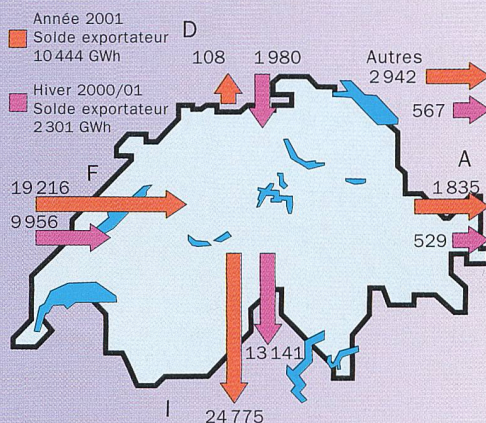 Année 2001
Solde exportateur
10 444 GWh
Hiver 2000/01
Solde exportateur
2 301 GWh
D
108
1 980
Autres
2 942
567
F
19 216
9 956
A
1 835
529
13 141
I
24 775